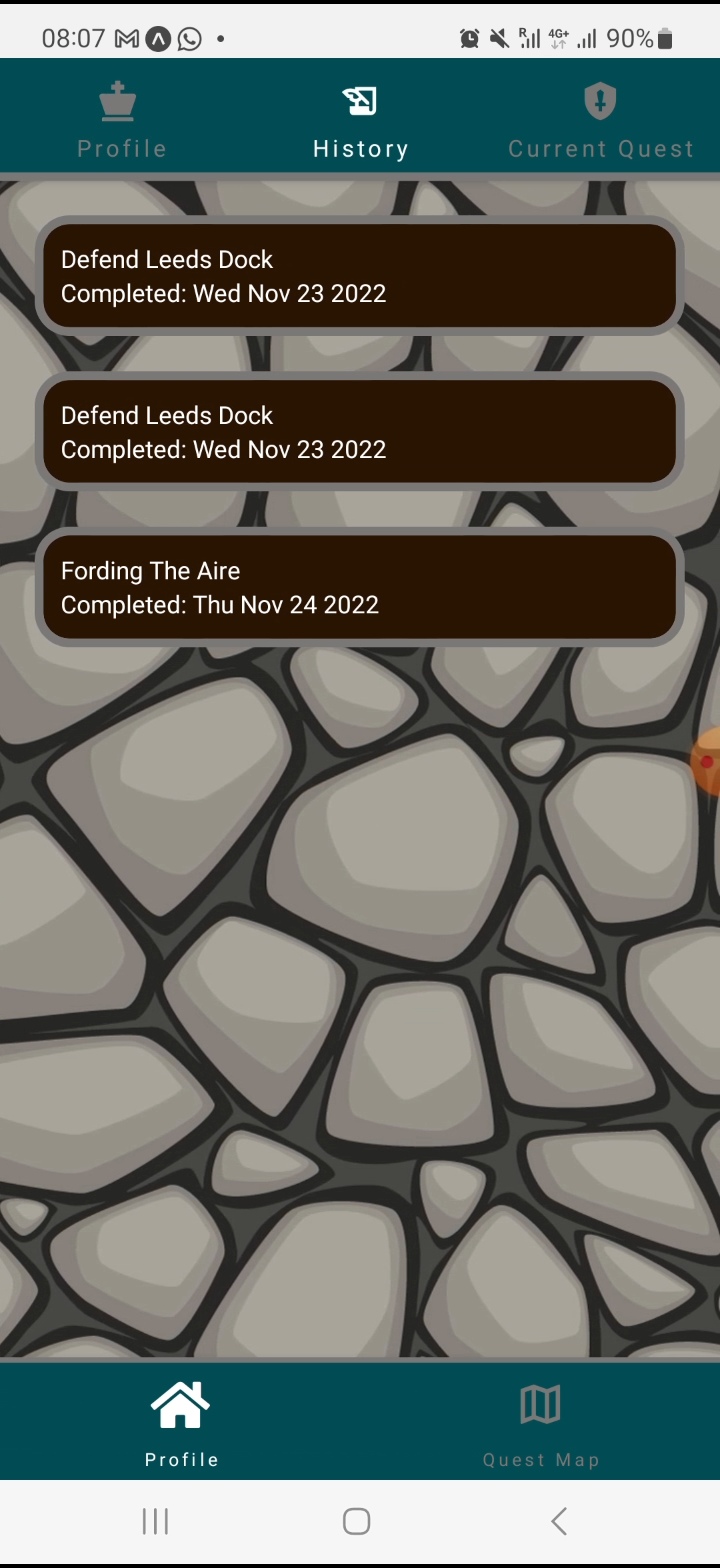 08:07
R 4G+ 90%
Profile
History
Current Quest
Defend Leeds Dock
Completed: Wed Nov 23 2022
Defend Leeds Dock
Completed: Wed Nov 23 2022
Fording The Aire
Completed: Thu Nov 24 2022
Profile
Quest Map